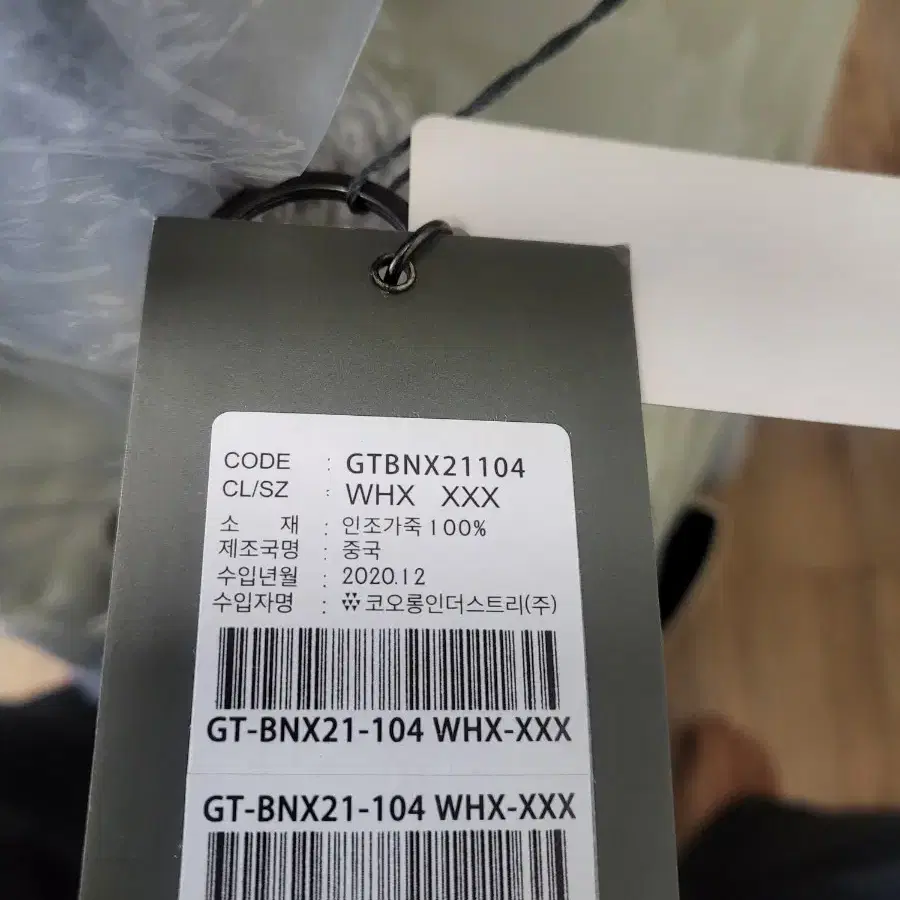 CODE : GTBNX21104
CL/SZ : WHX XXX
소 재 : 인조가죽 100%
제조국명 : 중국
수입년월 : 2020.12
수입자명 : 코오롱인더스트리(주)
GT-BNX21-104 WHX-XXX
GT-BNX21-104 WHX-XXX